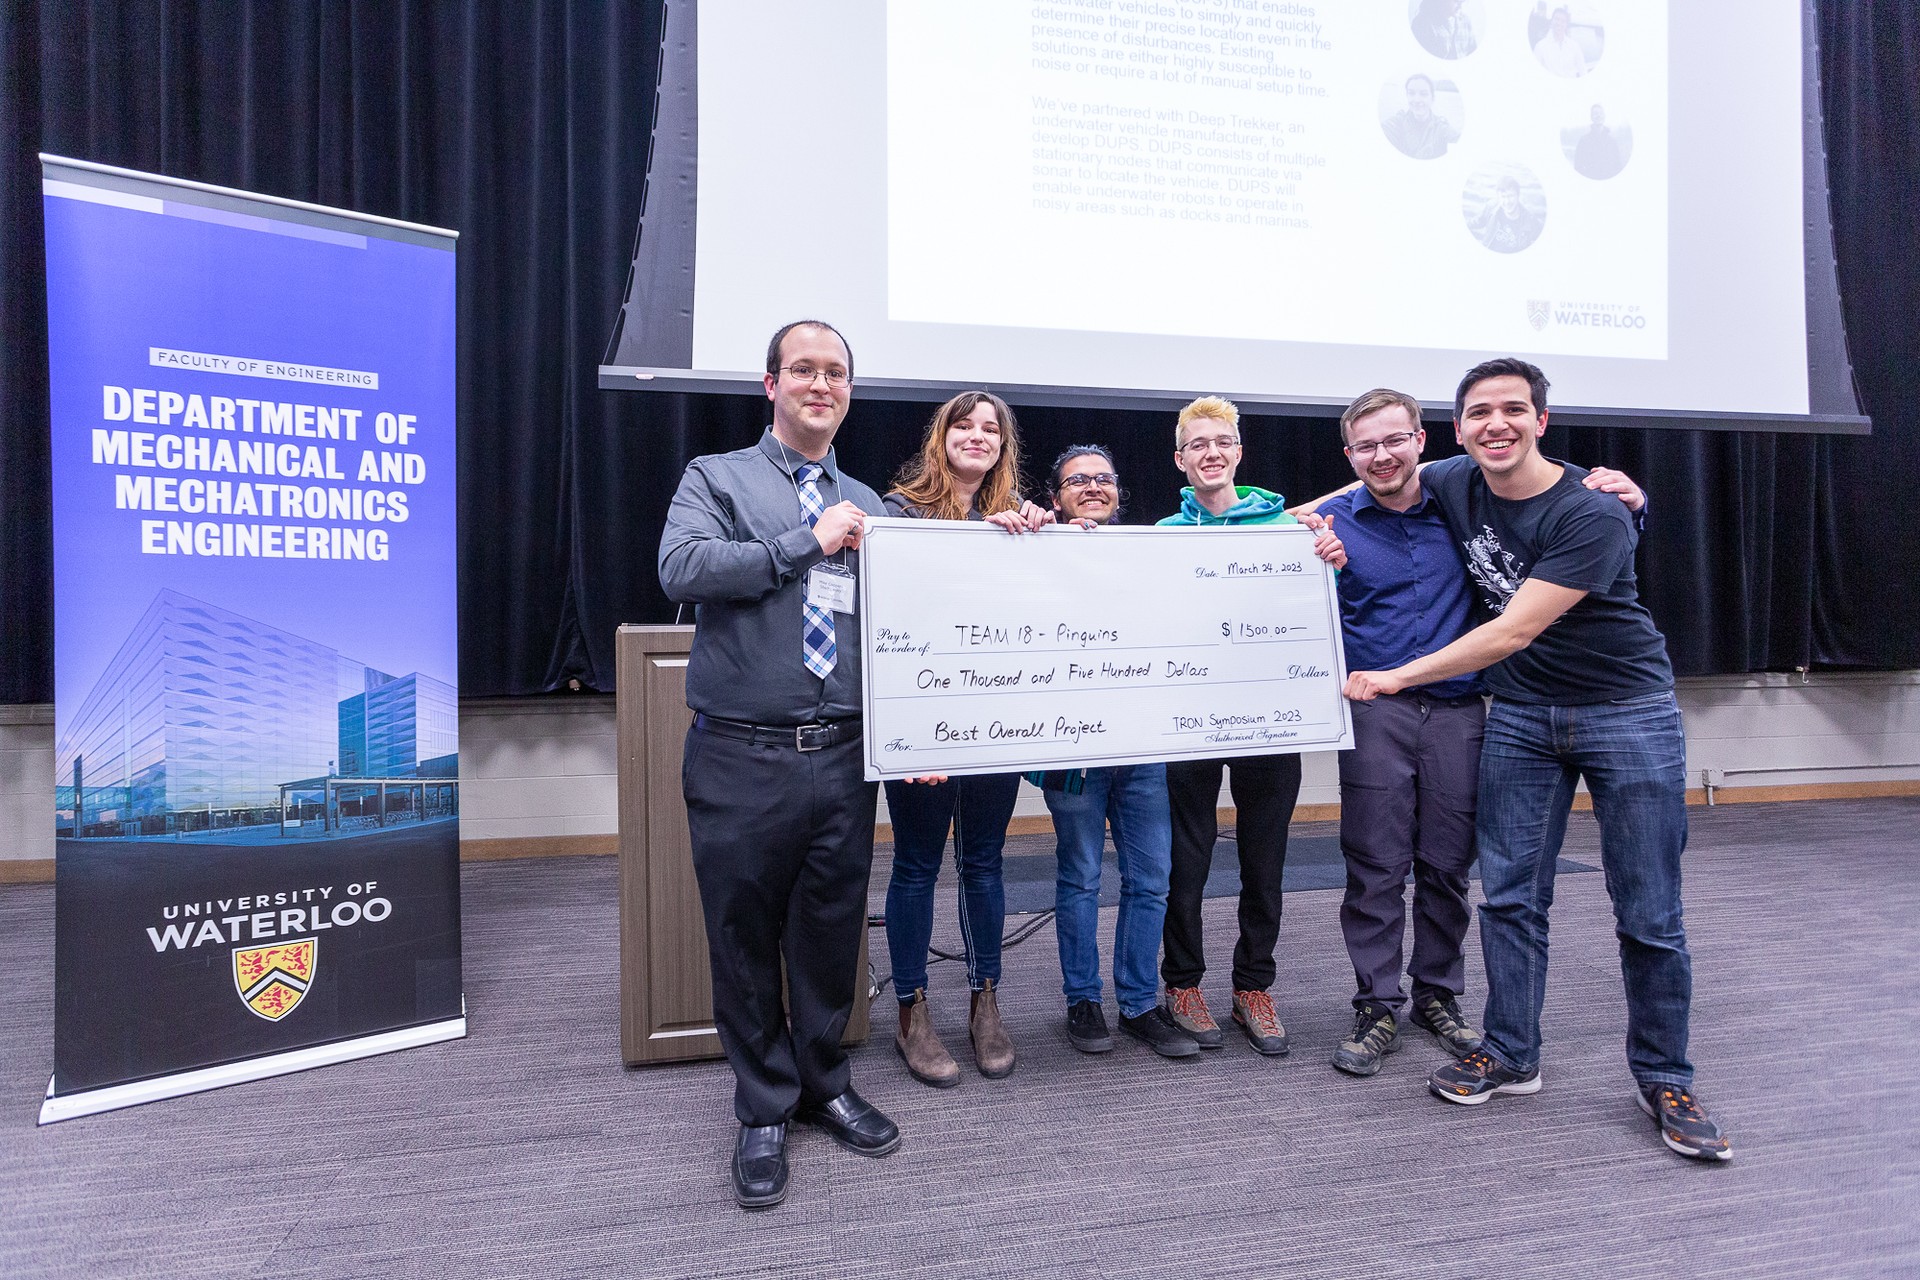 (DUPS) that enables
underwater vehicles to simply and quickly
determine their precise location even in the
presence of disturbances. Existing
solutions are either highly susceptible to
noise or require a lot of manual setup time.
We've partnered with Deep Trekker, an
underwater vehicle manufacturer, to
develop DUPS. DUPS consists of multiple
stationary nodes that communicate via
sonar to locate the vehicle. DUPS will
enable underwater robots to operate in
noisy areas such as docks and marinas.
UNIVERSITY OF
WATERLOO
FACULTY OF ENGINEERING
DEPARTMENT OF
MECHANICAL AND
MECHATRONICS
ENGINEERING
UNIVERSITY OF
WATERLOO
Date: March 24, 2023
Pay to
the order of: TEAM 18 - Pinguins $ 1500.00
One Thousand and Five Hundred Dollars Dollars
For: Best Overall Project TRON Symposium 2023
Authorized Signature